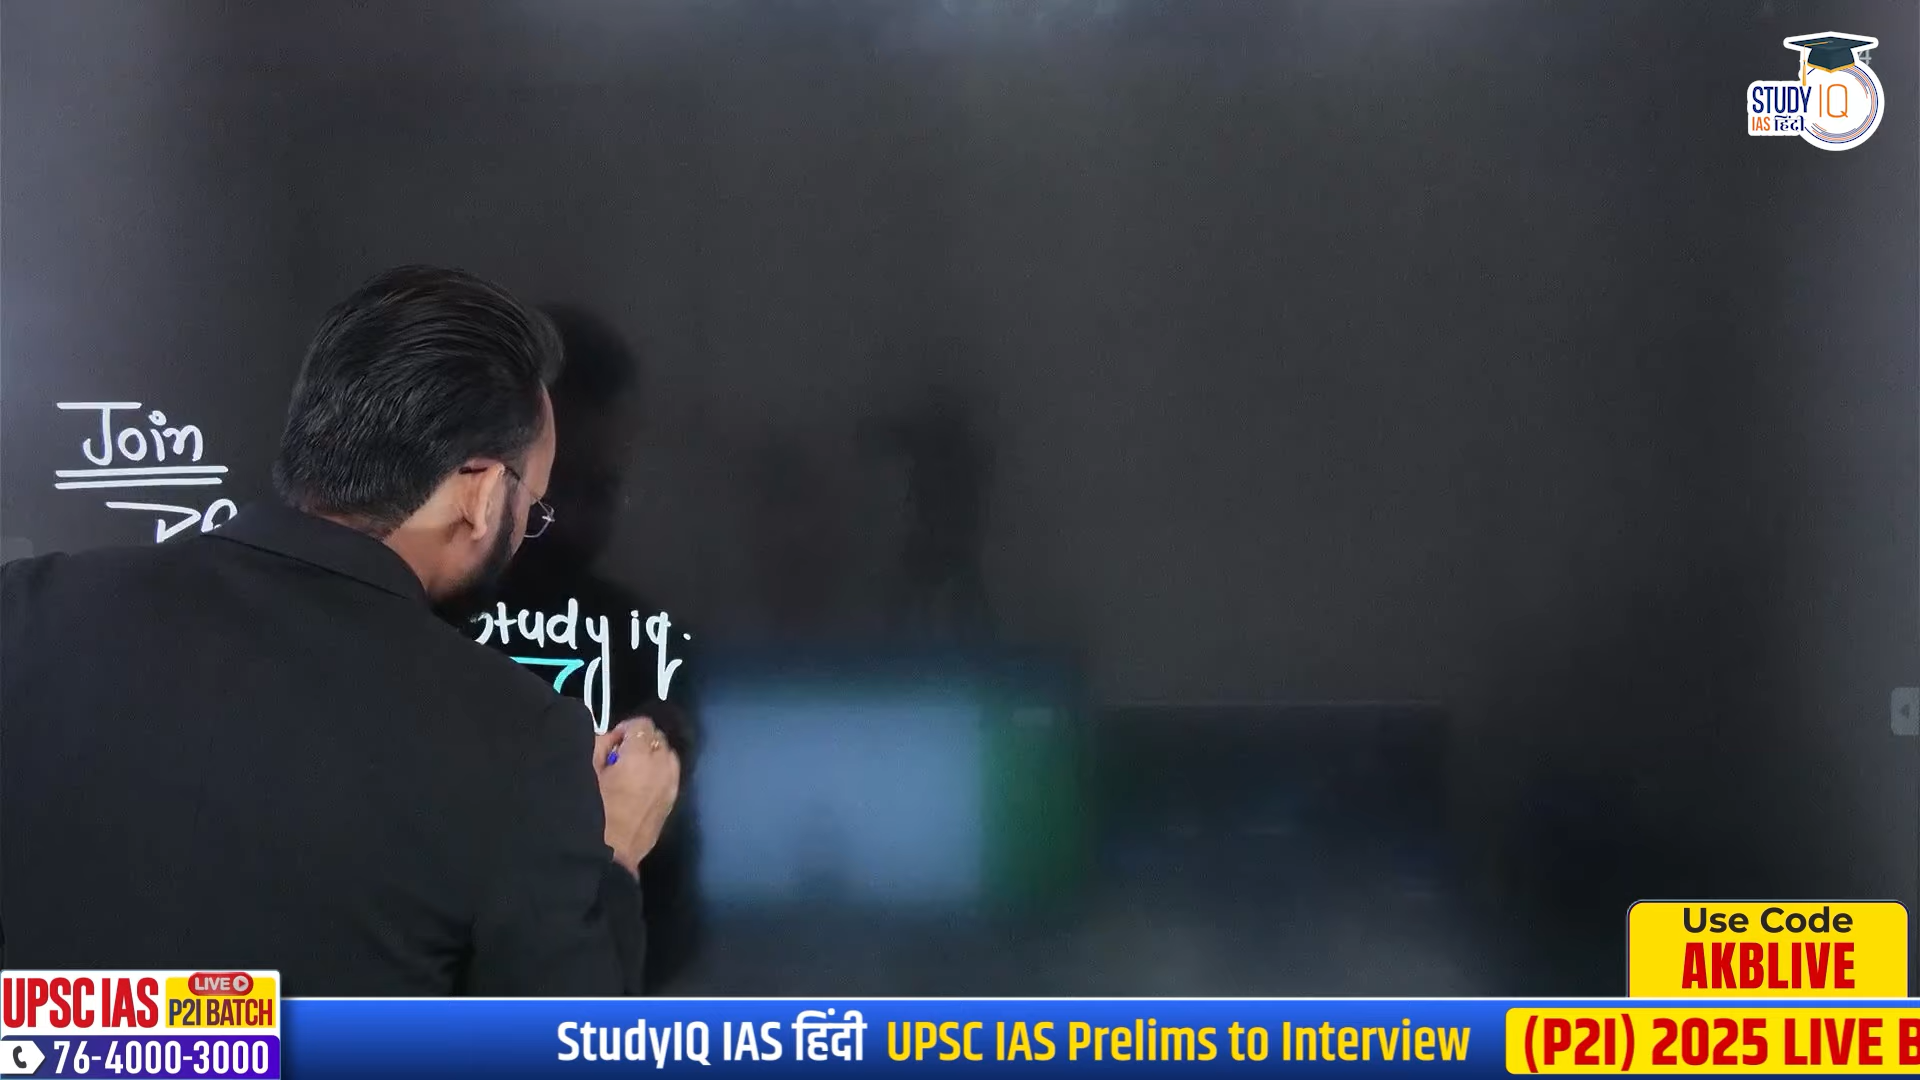 STUDY IQ
IAS हिंदी
Join
Study iq.
Use Code
AKBLIVE
UPSC IAS LIVE P2I BATCH
76-4000-3000
StudyIQ IAS हिंदी UPSC IAS Prelims to Interview (P2I) 2025 LIVE B